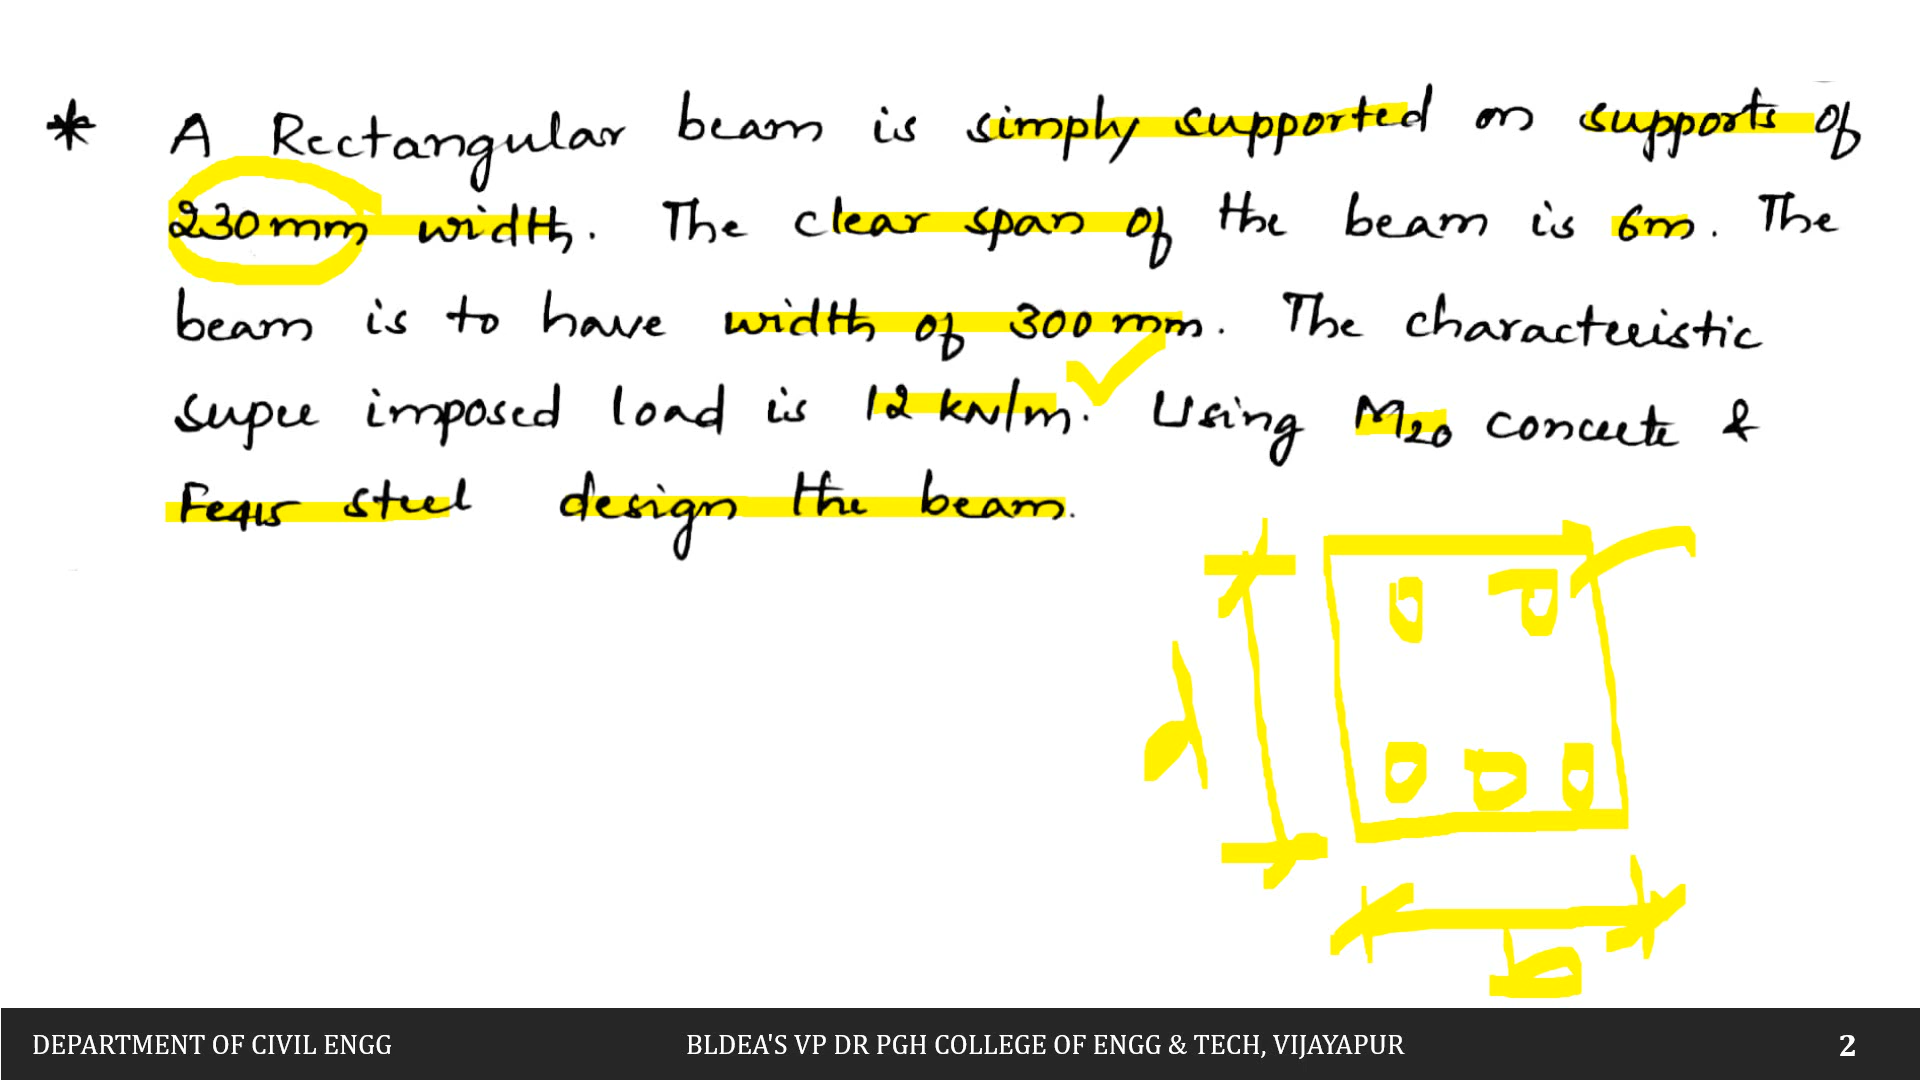 * A Rectangular beam is simply supported on supports of
230mm width. The clear span of the beam is 6m. The
beam is to have width of 300 mm. The characteristic
super imposed load is 12 kN/m. Using M20 concrete &
Fe415 steel design the beam.
d
b
DEPARTMENT OF CIVIL ENGG BLDEA'S VP DR PGH COLLEGE OF ENGG & TECH, VIJAYAPUR 2